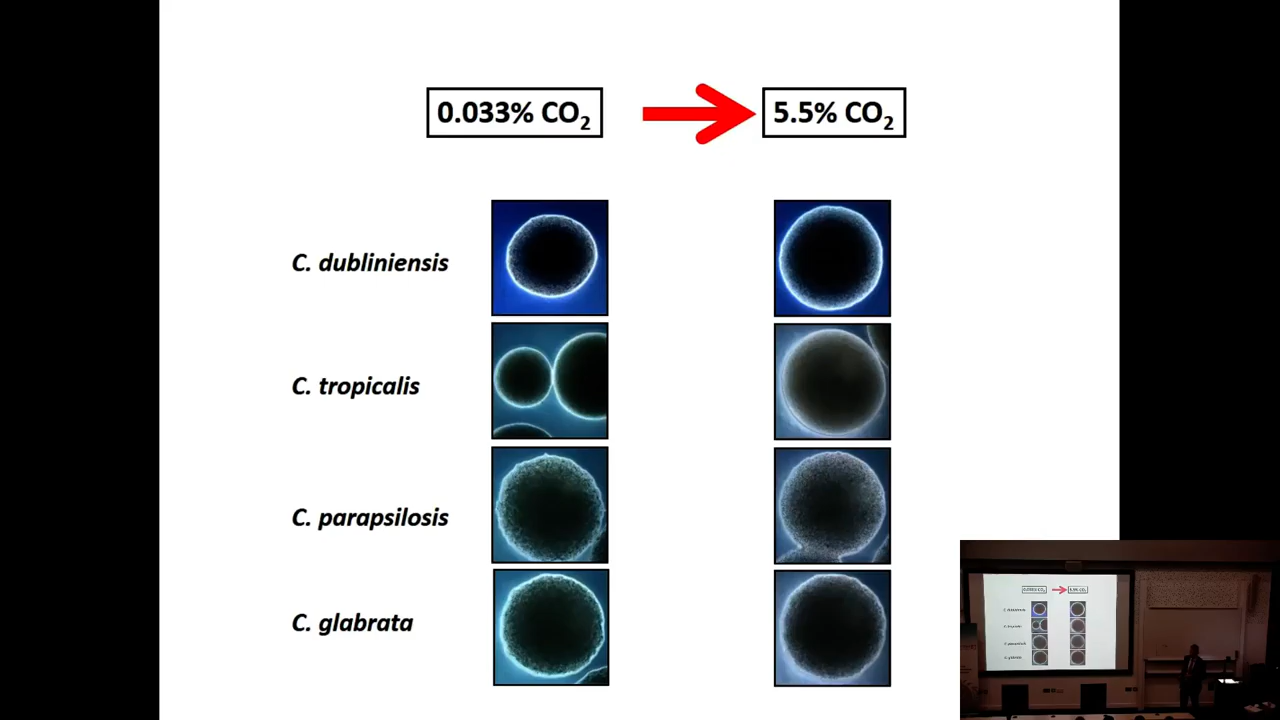 0.033% CO₂
5.5% CO₂
C. dubliniensis
C. tropicalis
C. parapsilosis
C. glabrata